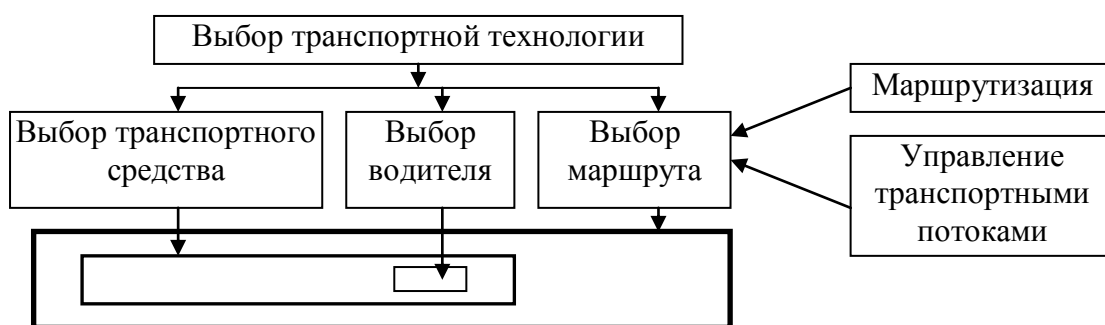 Выбор транспортной технологии
Маршрутизация
Выбор транспортного
средства
Выбор
водителя
Выбор
маршрута
Управление
транспортными
потоками